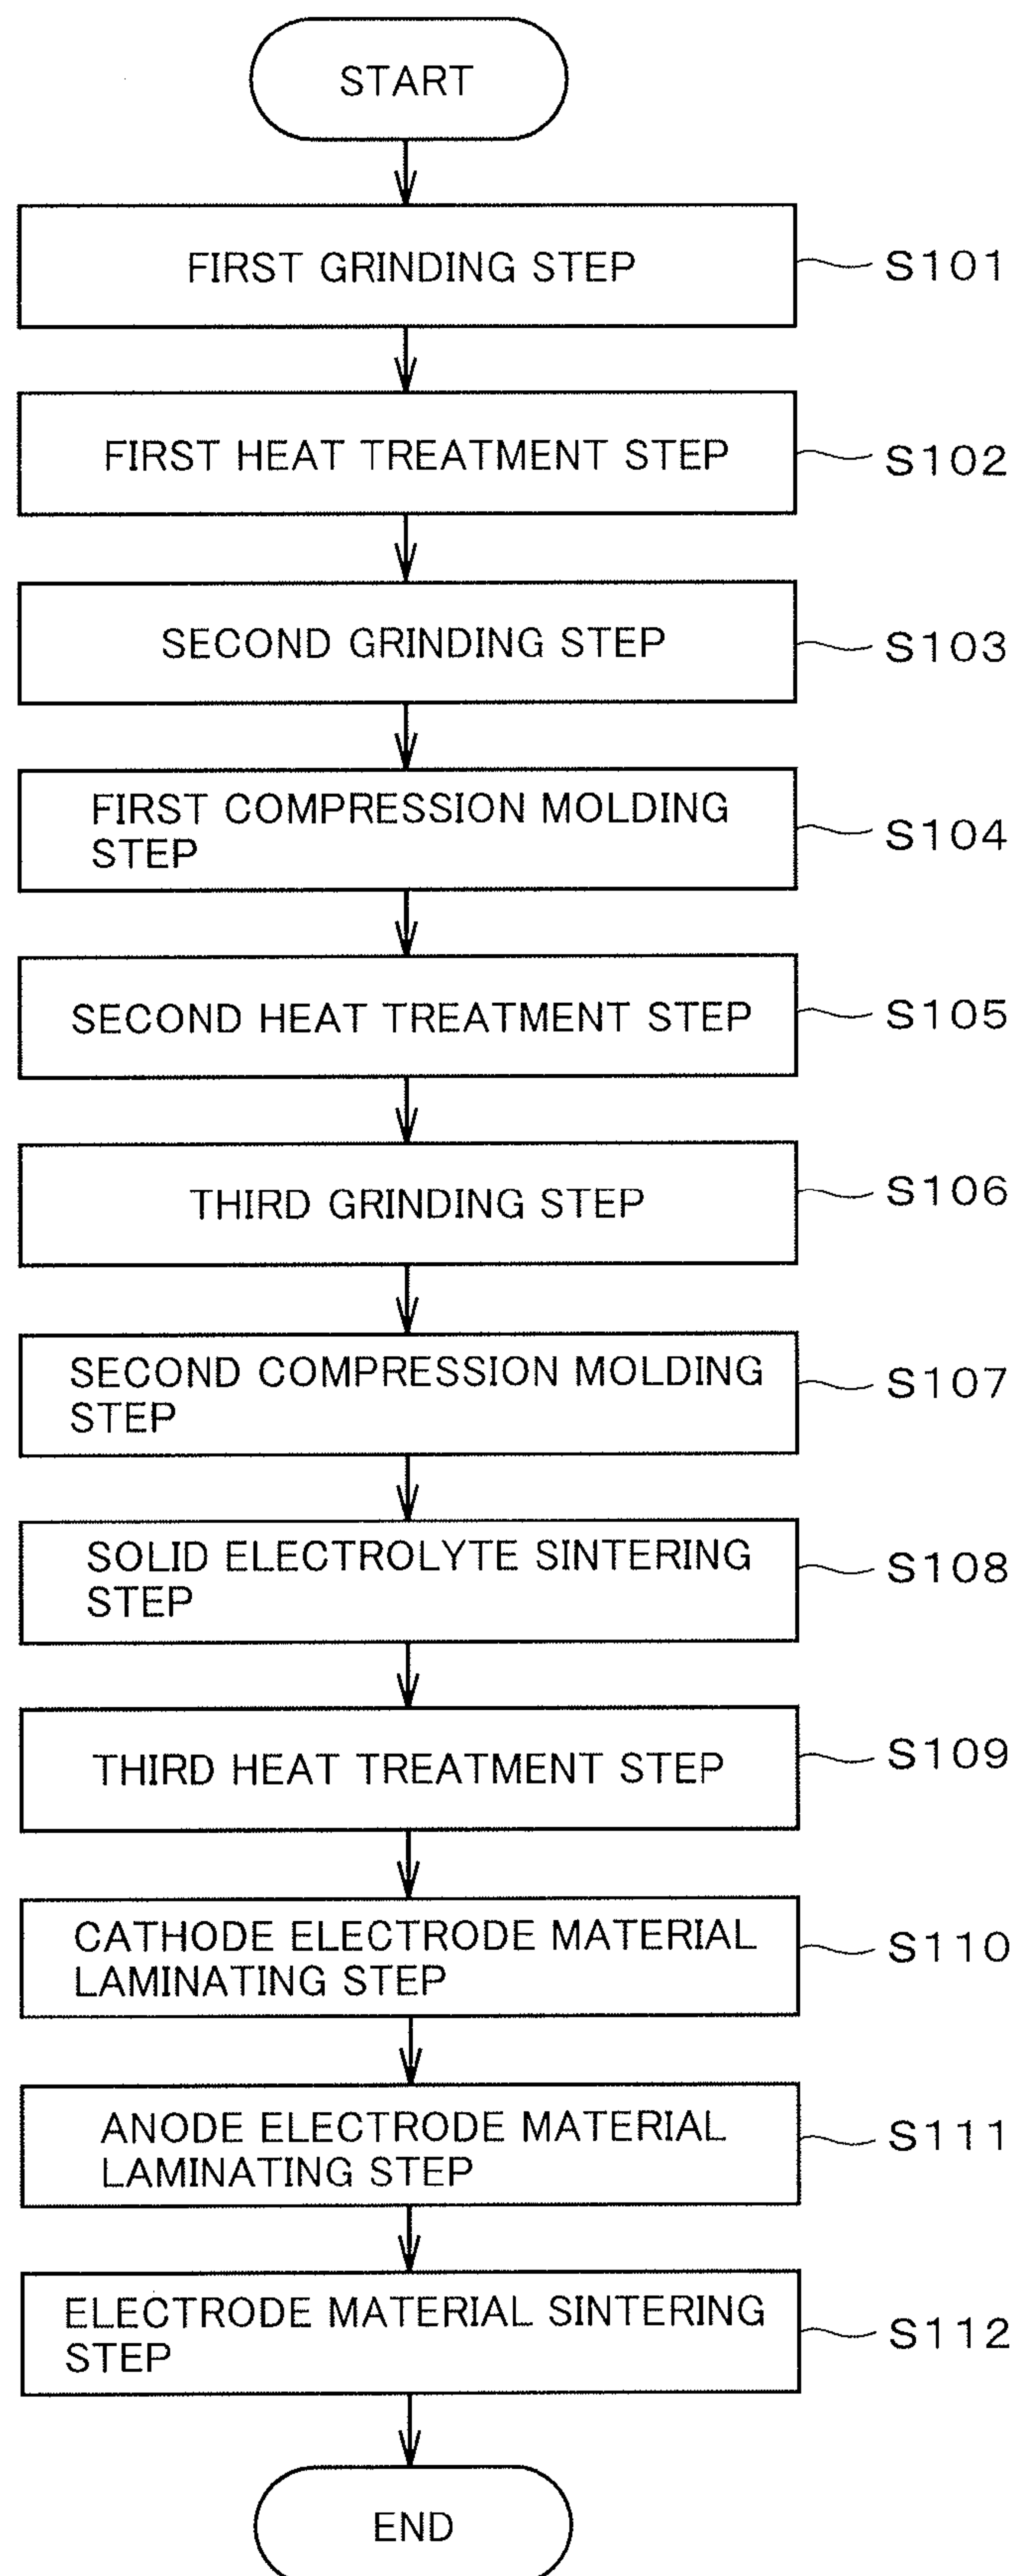 START
FIRST GRINDING STEP
S101
FIRST HEAT TREATMENT STEP
S102
SECOND GRINDING STEP
S103
FIRST COMPRESSION MOLDING
STEP
S104
SECOND HEAT TREATMENT STEP
S105
THIRD GRINDING STEP
S106
SECOND COMPRESSION MOLDING
STEP
S107
SOLID ELECTROLYTE SINTERING
STEP
S108
THIRD HEAT TREATMENT STEP
S109
CATHODE ELECTRODE MATERIAL
LAMINATING STEP
S110
ANODE ELECTRODE MATERIAL
LAMINATING STEP
S111
ELECTRODE MATERIAL SINTERING
STEP
S112
END